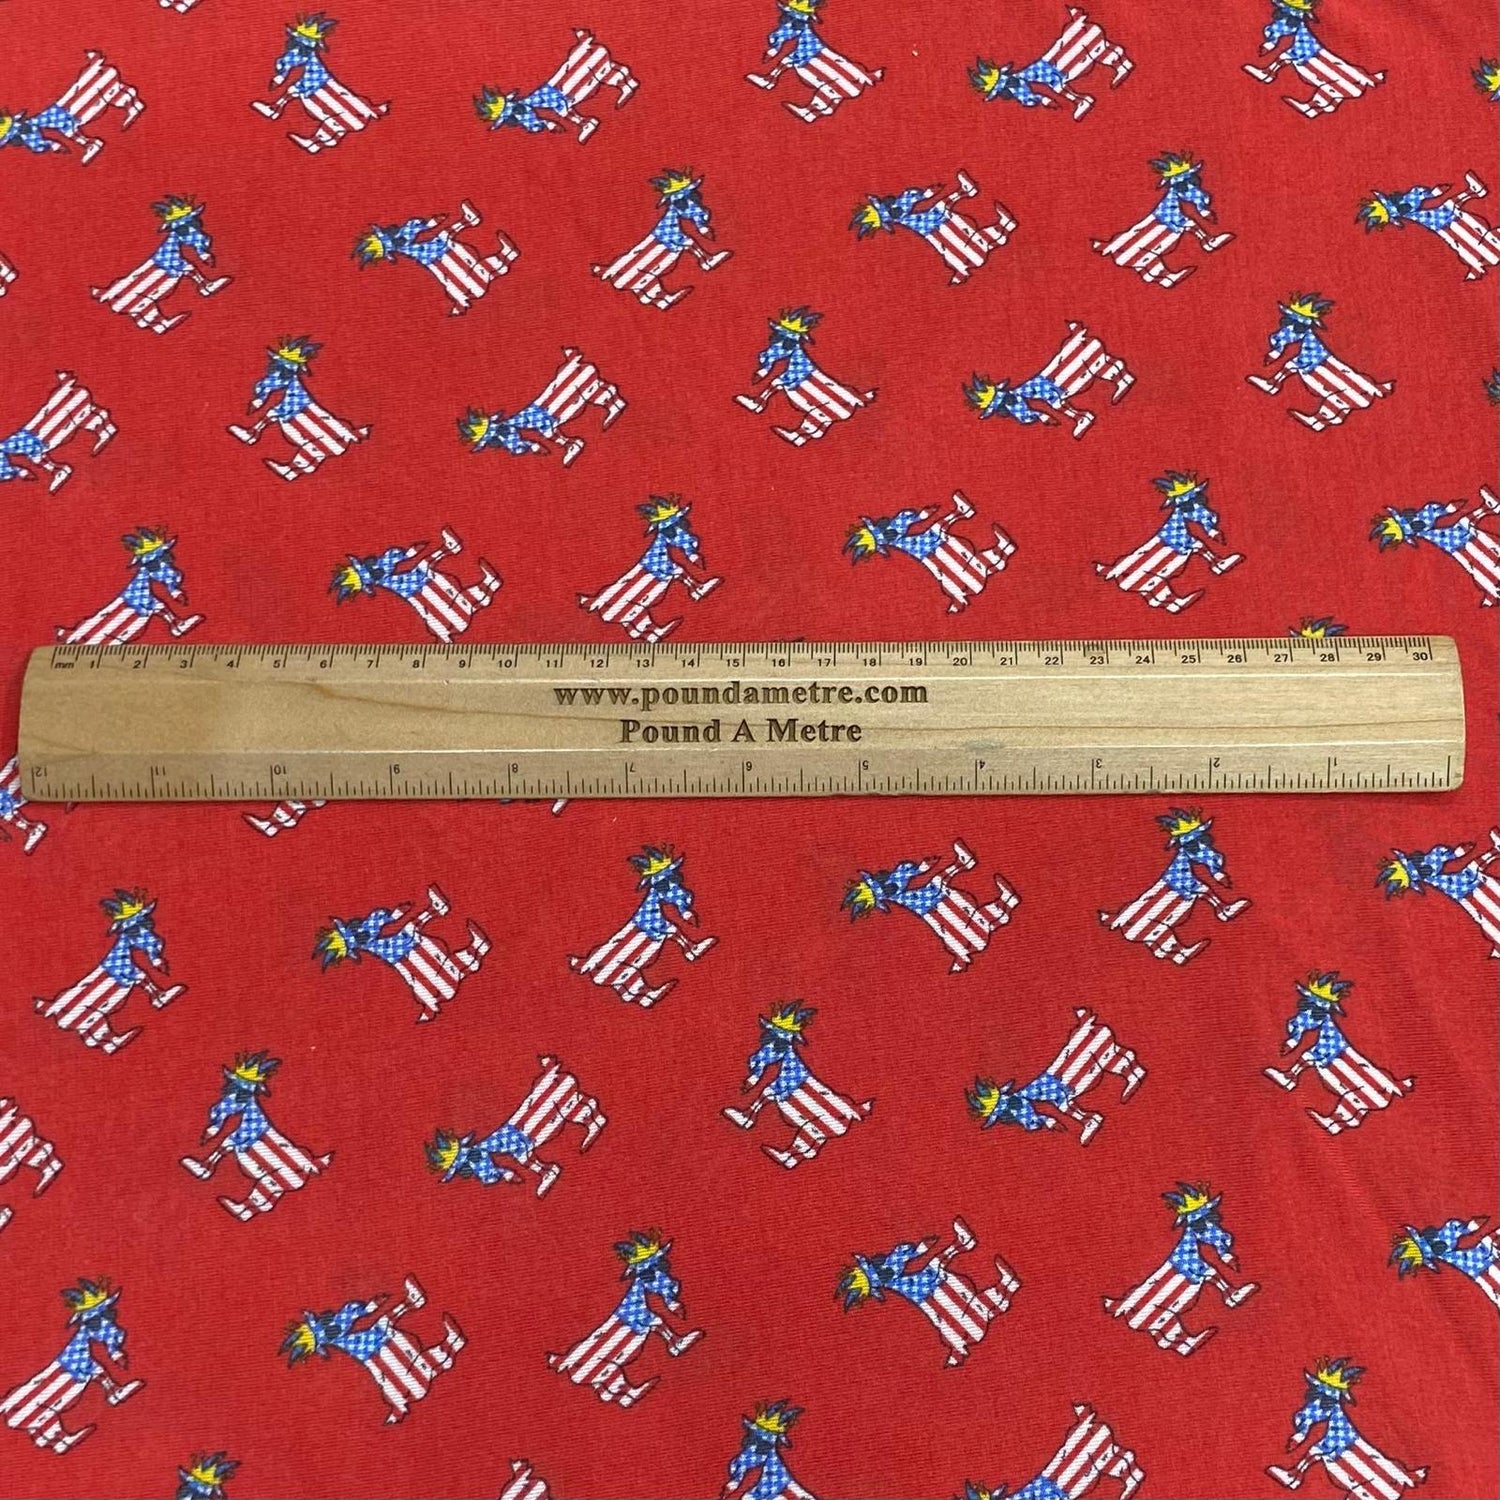 mm 1 2 3 4 5 6 7 8 9 10 11 12 13 14 15 16 17 18 19 20 21 22 23 24 25 26 27 28 29 30
www.poundametre.com
Pound A Metre
12 11 10 9 8 7 6 5 4 3 2 1